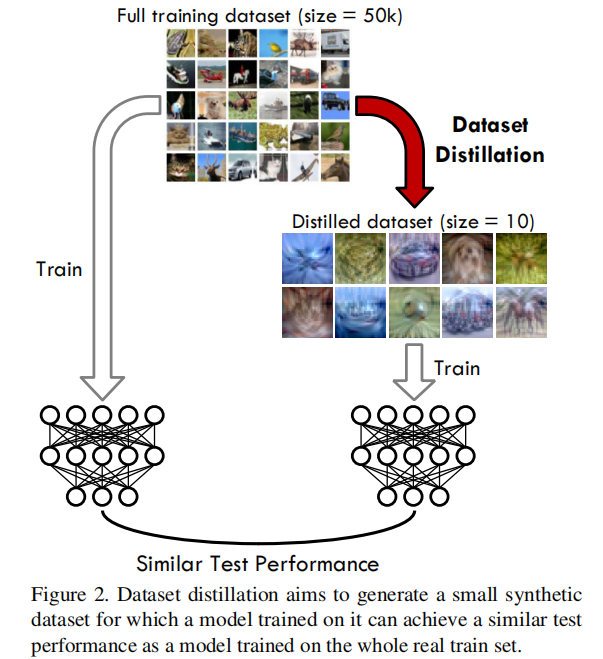 Full training dataset (size = 50k)
Dataset
Distillation
Distilled dataset (size = 10)
Train
Train
Similar Test Performance
Figure 2. Dataset distillation aims to generate a small synthetic
dataset for which a model trained on it can achieve a similar test
performance as a model trained on the whole real train set.